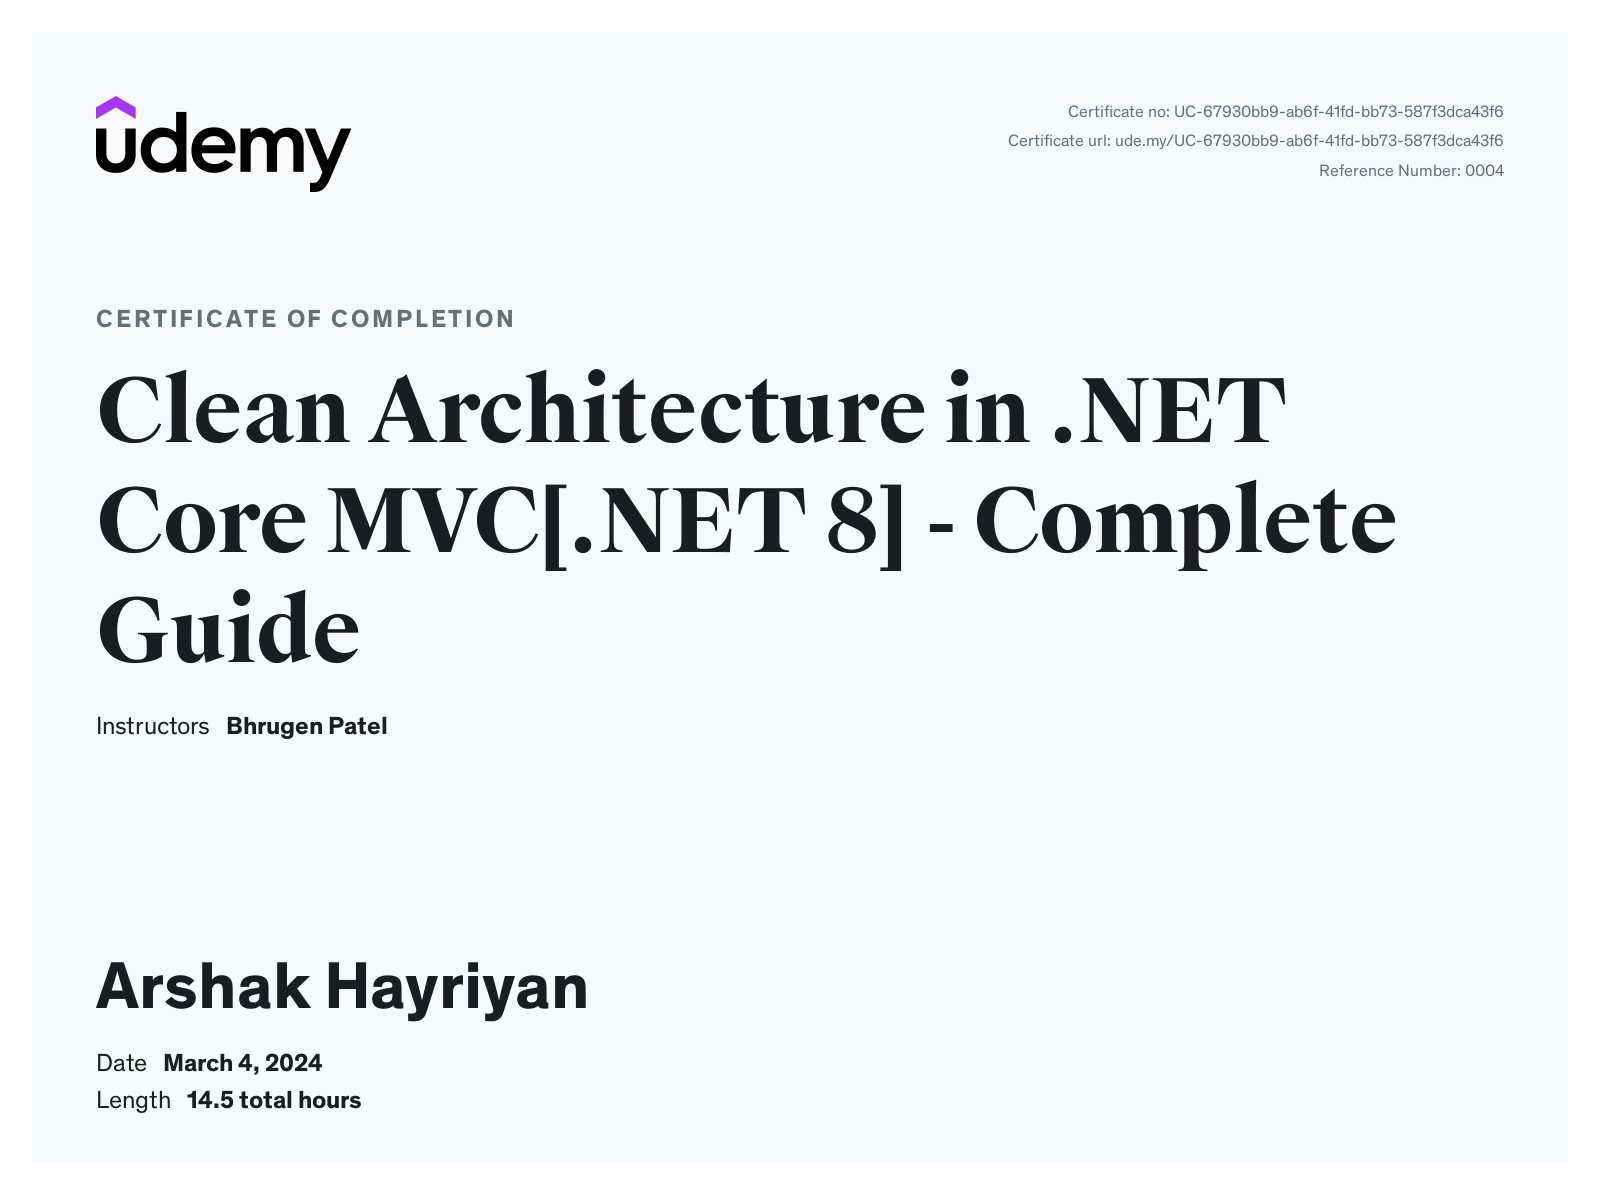 udemy
Certificate no: UC-67930bb9-ab6f-41fd-bb73-587f3dca43f6
Certificate url: ude.my/UC-67930bb9-ab6f-41fd-bb73-587f3dca43f6
Reference Number: 0004
CERTIFICATE OF COMPLETION
Clean Architecture in .NET
Core MVC[.NET 8] - Complete
Guide
Instructors Bhrugen Patel
Arshak Hayriyan
Date March 4, 2024
Length 14.5 total hours